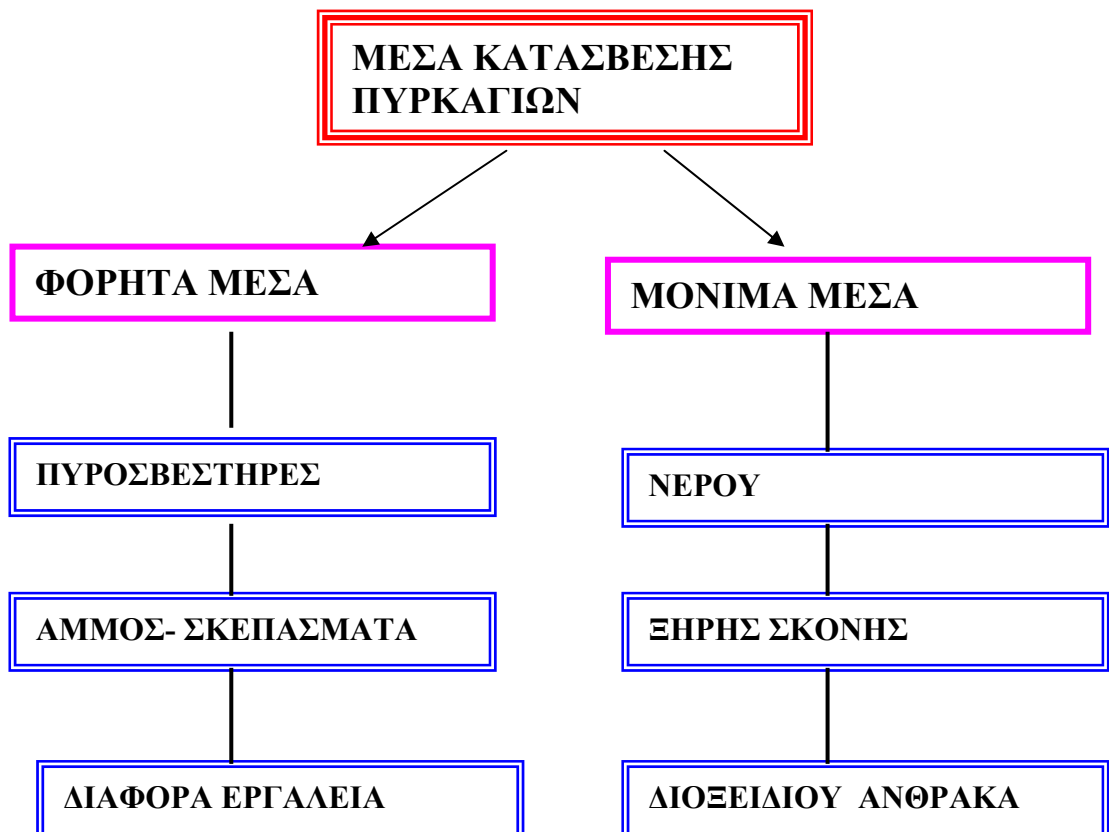 ΜΕΣΑ ΚΑΤΑΣΒΕΣΗΣ
ΠΥΡΚΑΓΙΩΝ
ΦΟΡΗΤΑ ΜΕΣΑ
ΜΟΝΙΜΑ ΜΕΣΑ
ΠΥΡΟΣΒΕΣΤΗΡΕΣ
ΝΕΡΟΥ
ΑΜΜΟΣ- ΣΚΕΠΑΣΜΑΤΑ
ΞΗΡΗΣ ΣΚΟΝΗΣ
ΔΙΑΦΟΡΑ ΕΡΓΑΛΕΙΑ
ΔΙΟΞΕΙΔΙΟΥ ΑΝΘΡΑΚΑ